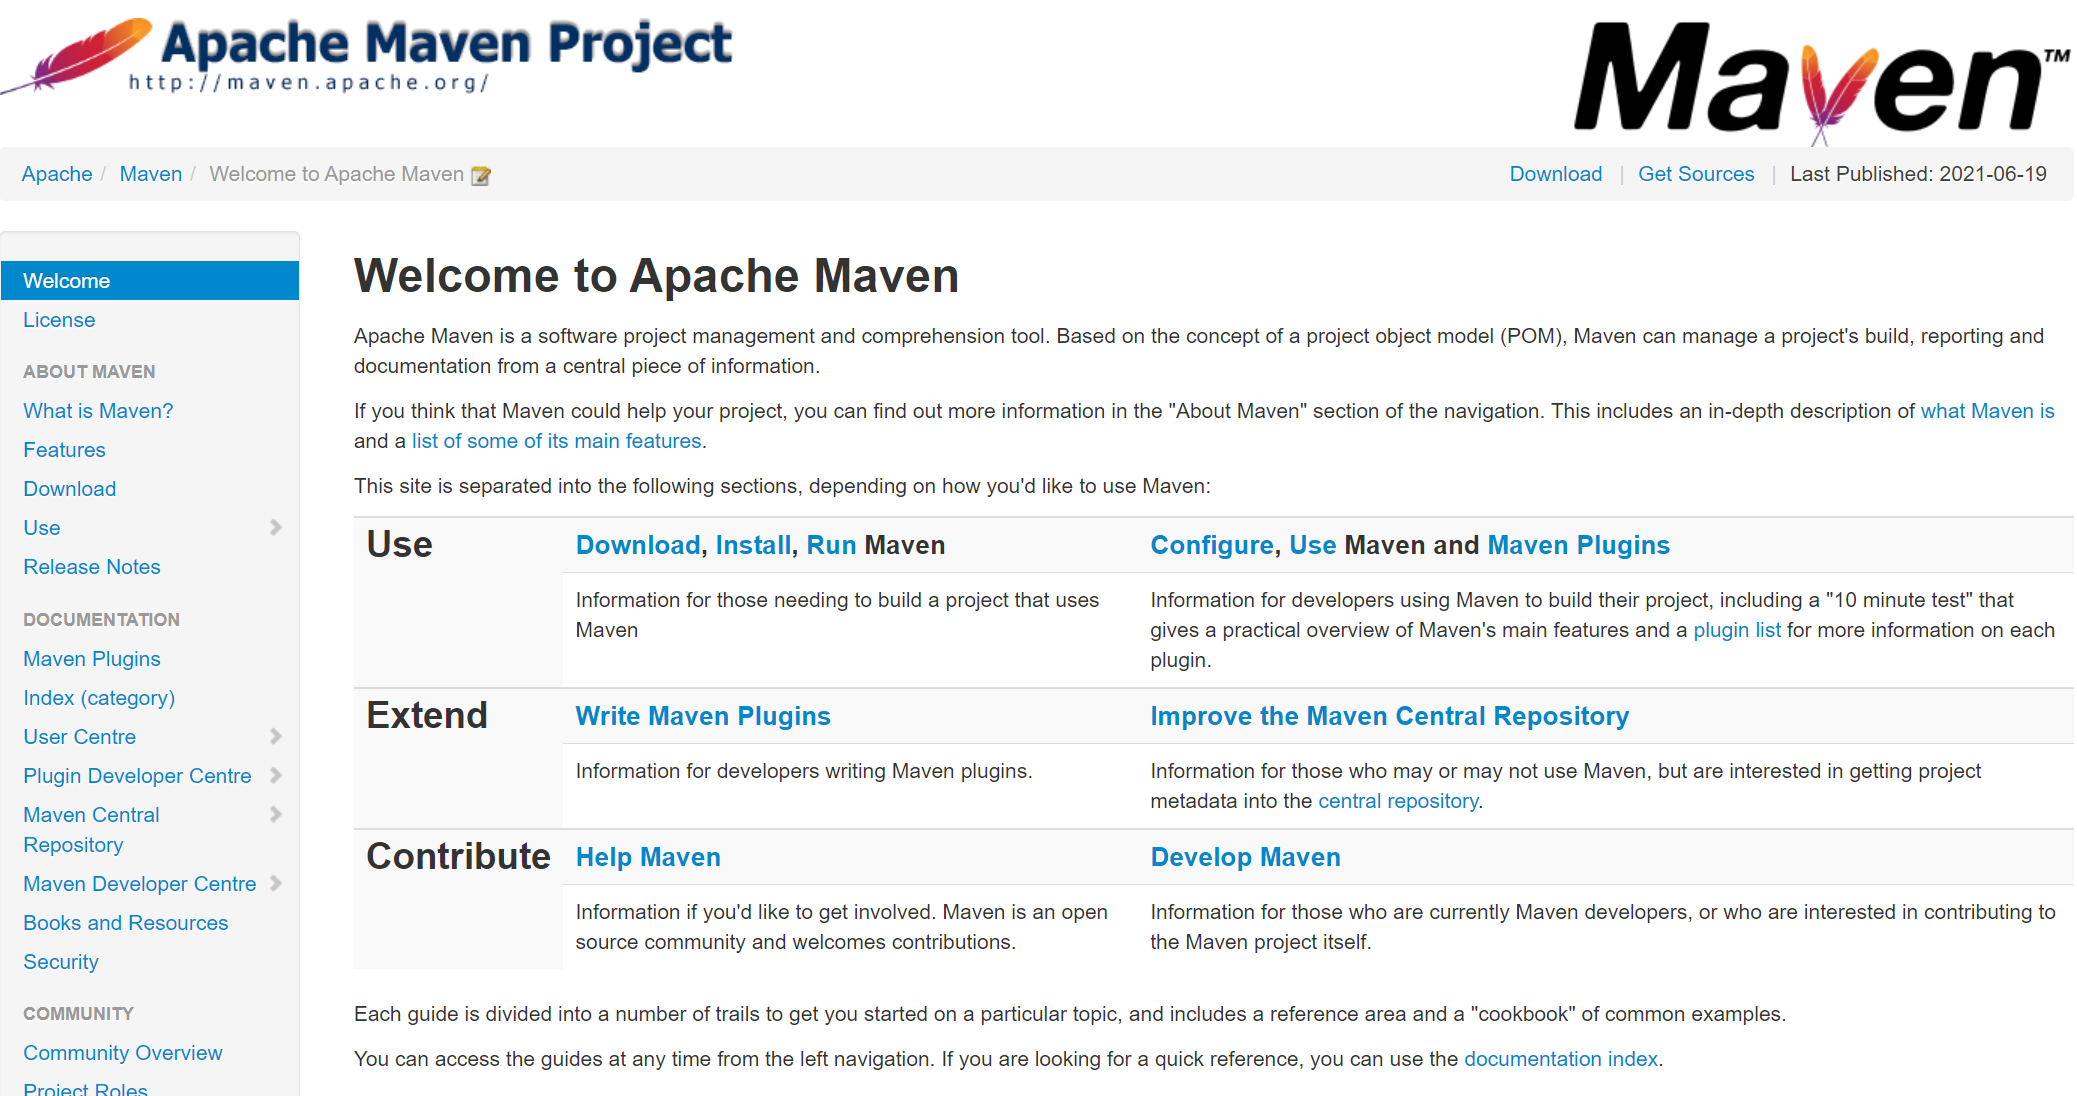 Apache Maven Project
http://maven.apache.org/
Maven™
Apache / Maven / Welcome to Apache Maven
Download | Get Sources | Last Published: 2021-06-19
Welcome
License
ABOUT MAVEN
What is Maven?
Features
Download
Use
Release Notes
DOCUMENTATION
Maven Plugins
Index (category)
User Centre
Plugin Developer Centre
Maven Central
Repository
Maven Developer Centre
Books and Resources
Security
COMMUNITY
Community Overview
Project Roles
Welcome to Apache Maven
Apache Maven is a software project management and comprehension tool. Based on the concept of a project object model (POM), Maven can manage a project's build, reporting and
documentation from a central piece of information.
If you think that Maven could help your project, you can find out more information in the "About Maven" section of the navigation. This includes an in-depth description of what Maven is
and a list of some of its main features.
This site is separated into the following sections, depending on how you'd like to use Maven:
Use
Download, Install, Run Maven
Information for those needing to build a project that uses
Maven
Configure, Use Maven and Maven Plugins
Information for developers using Maven to build their project, including a "10 minute test" that
gives a practical overview of Maven's main features and a plugin list for more information on each
plugin.
Extend
Write Maven Plugins
Information for developers writing Maven plugins.
Improve the Maven Central Repository
Information for those who may or may not use Maven, but are interested in getting project
metadata into the central repository.
Contribute
Help Maven
Information if you'd like to get involved. Maven is an open
source community and welcomes contributions.
Develop Maven
Information for those who are currently Maven developers, or who are interested in contributing to
the Maven project itself.
Each guide is divided into a number of trails to get you started on a particular topic, and includes a reference area and a "cookbook" of common examples.
You can access the guides at any time from the left navigation. If you are looking for a quick reference, you can use the documentation index.